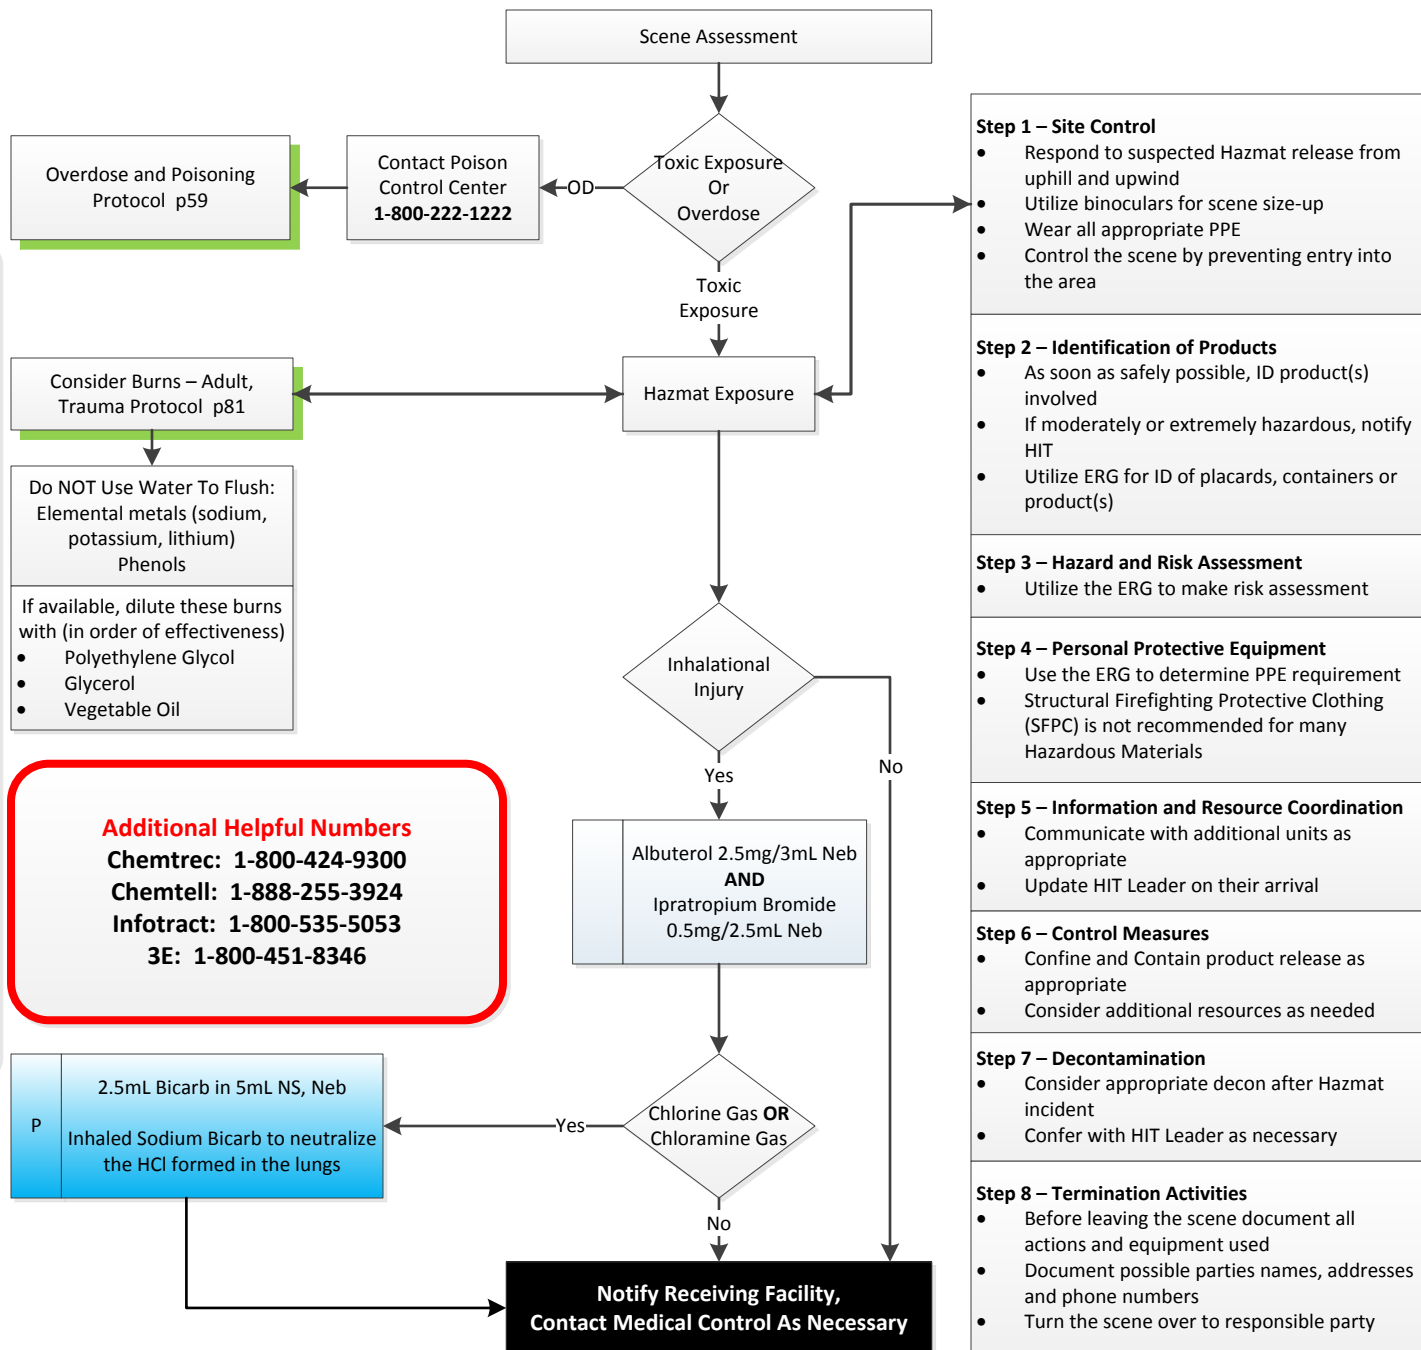 Scene Assessment
Toxic Exposure
Or
Overdose
OD
Contact Poison
Control Center
1-800-222-1222
Overdose and Poisoning
Protocol  p59
Toxic
Exposure
Hazmat Exposure
Consider Burns – Adult,
Trauma Protocol  p81
Do NOT Use Water To Flush:
Elemental metals (sodium,
potassium, lithium)
Phenols
If available, dilute these burns
with (in order of effectiveness)
• Polyethylene Glycol
• Glycerol
• Vegetable Oil
Inhalational
Injury
Yes
No
Albuterol 2.5mg/3mL Neb
AND
Ipratropium Bromide
0.5mg/2.5mL Neb
Additional Helpful Numbers
Chemtrec:  1-800-424-9300
Chemtell:  1-888-255-3924
Infotract:  1-800-535-5053
3E:  1-800-451-8346
Chlorine Gas OR
Chloramine Gas
Yes
No
P
2.5mL Bicarb in 5mL NS, Neb
Inhaled Sodium Bicarb to neutralize
the HCl formed in the lungs
Notify Receiving Facility,
Contact Medical Control As Necessary
Step 1 – Site Control
• Respond to suspected Hazmat release from
uphill and upwind
• Utilize binoculars for scene size-up
• Wear all appropriate PPE
• Control the scene by preventing entry into
the area
Step 2 – Identification of Products
• As soon as safely possible, ID product(s)
involved
• If moderately or extremely hazardous, notify
HIT
• Utilize ERG for ID of placards, containers or
product(s)
Step 3 – Hazard and Risk Assessment
• Utilize the ERG to make risk assessment
Step 4 – Personal Protective Equipment
• Use the ERG to determine PPE requirement
• Structural Firefighting Protective Clothing
(SFPC) is not recommended for many
Hazardous Materials
Step 5 – Information and Resource Coordination
• Communicate with additional units as
appropriate
• Update HIT Leader on their arrival
Step 6 – Control Measures
• Confine and Contain product release as
appropriate
• Consider additional resources as needed
Step 7 – Decontamination
• Consider appropriate decon after Hazmat
incident
• Confer with HIT Leader as necessary
Step 8 – Termination Activities
• Before leaving the scene document all
actions and equipment used
• Document possible parties names, addresses
and phone numbers
• Turn the scene over to responsible party